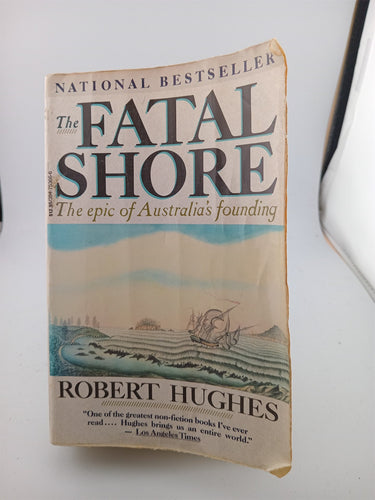 NATIONAL BESTSELLER
The FATAL
SHORE
The epic of Australia's founding
ROBERT HUGHES
"One of the greatest non-fiction books I've ever
read.... Hughes brings us an entire world."
— Los Angeles Times